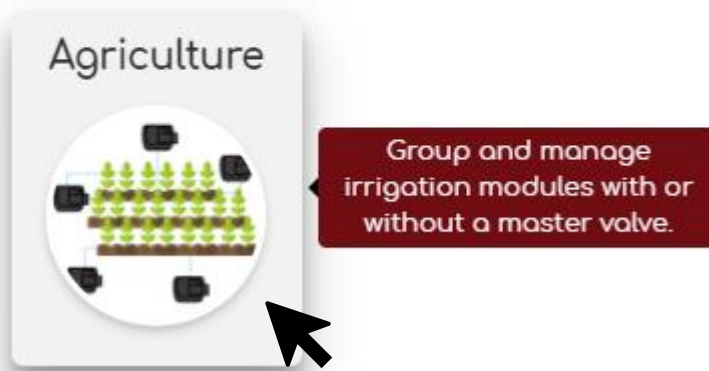 Agriculture
Group and manage
irrigation modules with or
without a master valve.